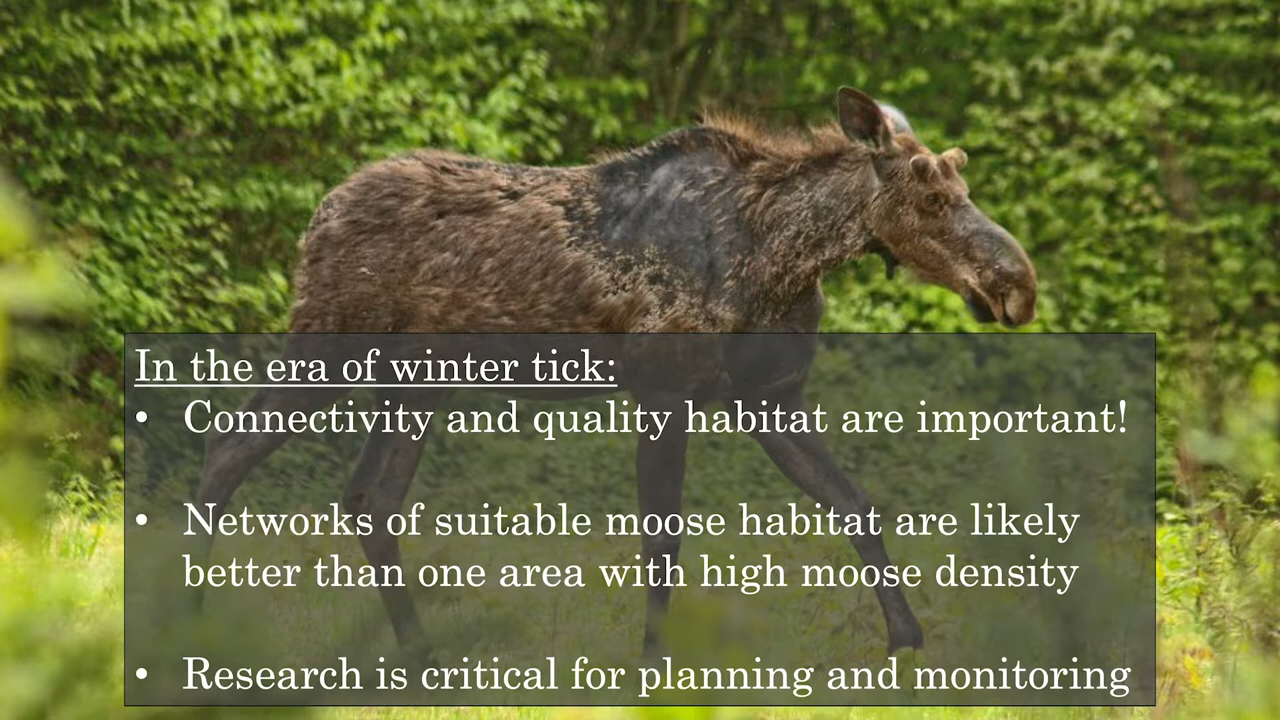 In the era of winter tick:
• Connectivity and quality habitat are important!
• Networks of suitable moose habitat are likely
better than one area with high moose density
• Research is critical for planning and monitoring